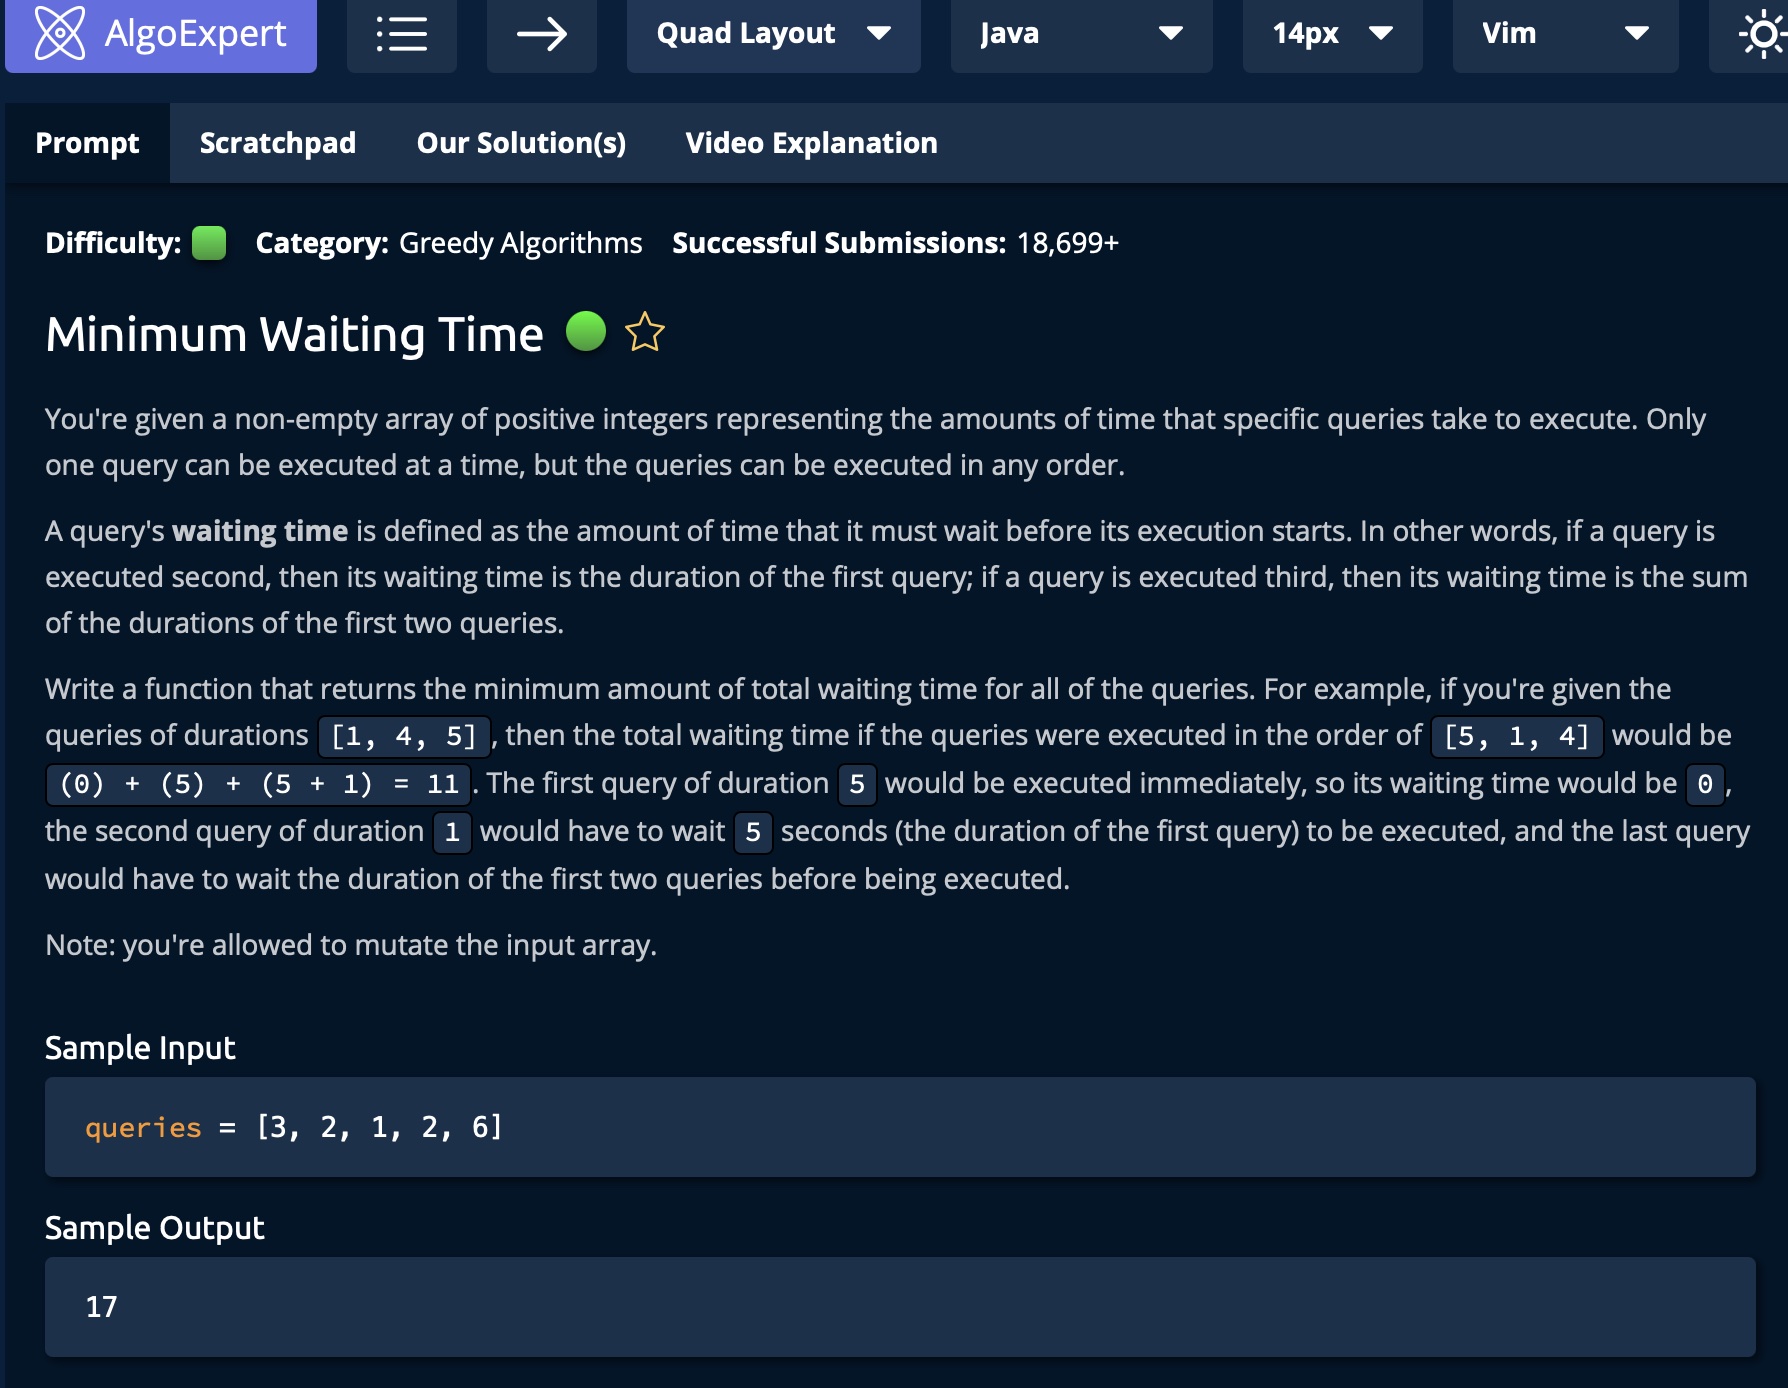 AlgoExpert
Quad Layout
Java
14px
Vim
Prompt
Scratchpad
Our Solution(s)
Video Explanation
Difficulty:
Category: Greedy Algorithms
Successful Submissions: 18,699+
Minimum Waiting Time
You're given a non-empty array of positive integers representing the amounts of time that specific queries take to execute. Only
one query can be executed at a time, but the queries can be executed in any order.
A query's waiting time is defined as the amount of time that it must wait before its execution starts. In other words, if a query is
executed second, then its waiting time is the duration of the first query; if a query is executed third, then its waiting time is the sum
of the durations of the first two queries.
Write a function that returns the minimum amount of total waiting time for all of the queries. For example, if you're given the
queries of durations [1, 4, 5], then the total waiting time if the queries were executed in the order of [5, 1, 4] would be
(0) + (5) + (5 + 1) = 11. The first query of duration 5 would be executed immediately, so its waiting time would be 0,
the second query of duration 1 would have to wait 5 seconds (the duration of the first query) to be executed, and the last query
would have to wait the duration of the first two queries before being executed.
Note: you're allowed to mutate the input array.
Sample Input
queries = [3, 2, 1, 2, 6]
Sample Output
17